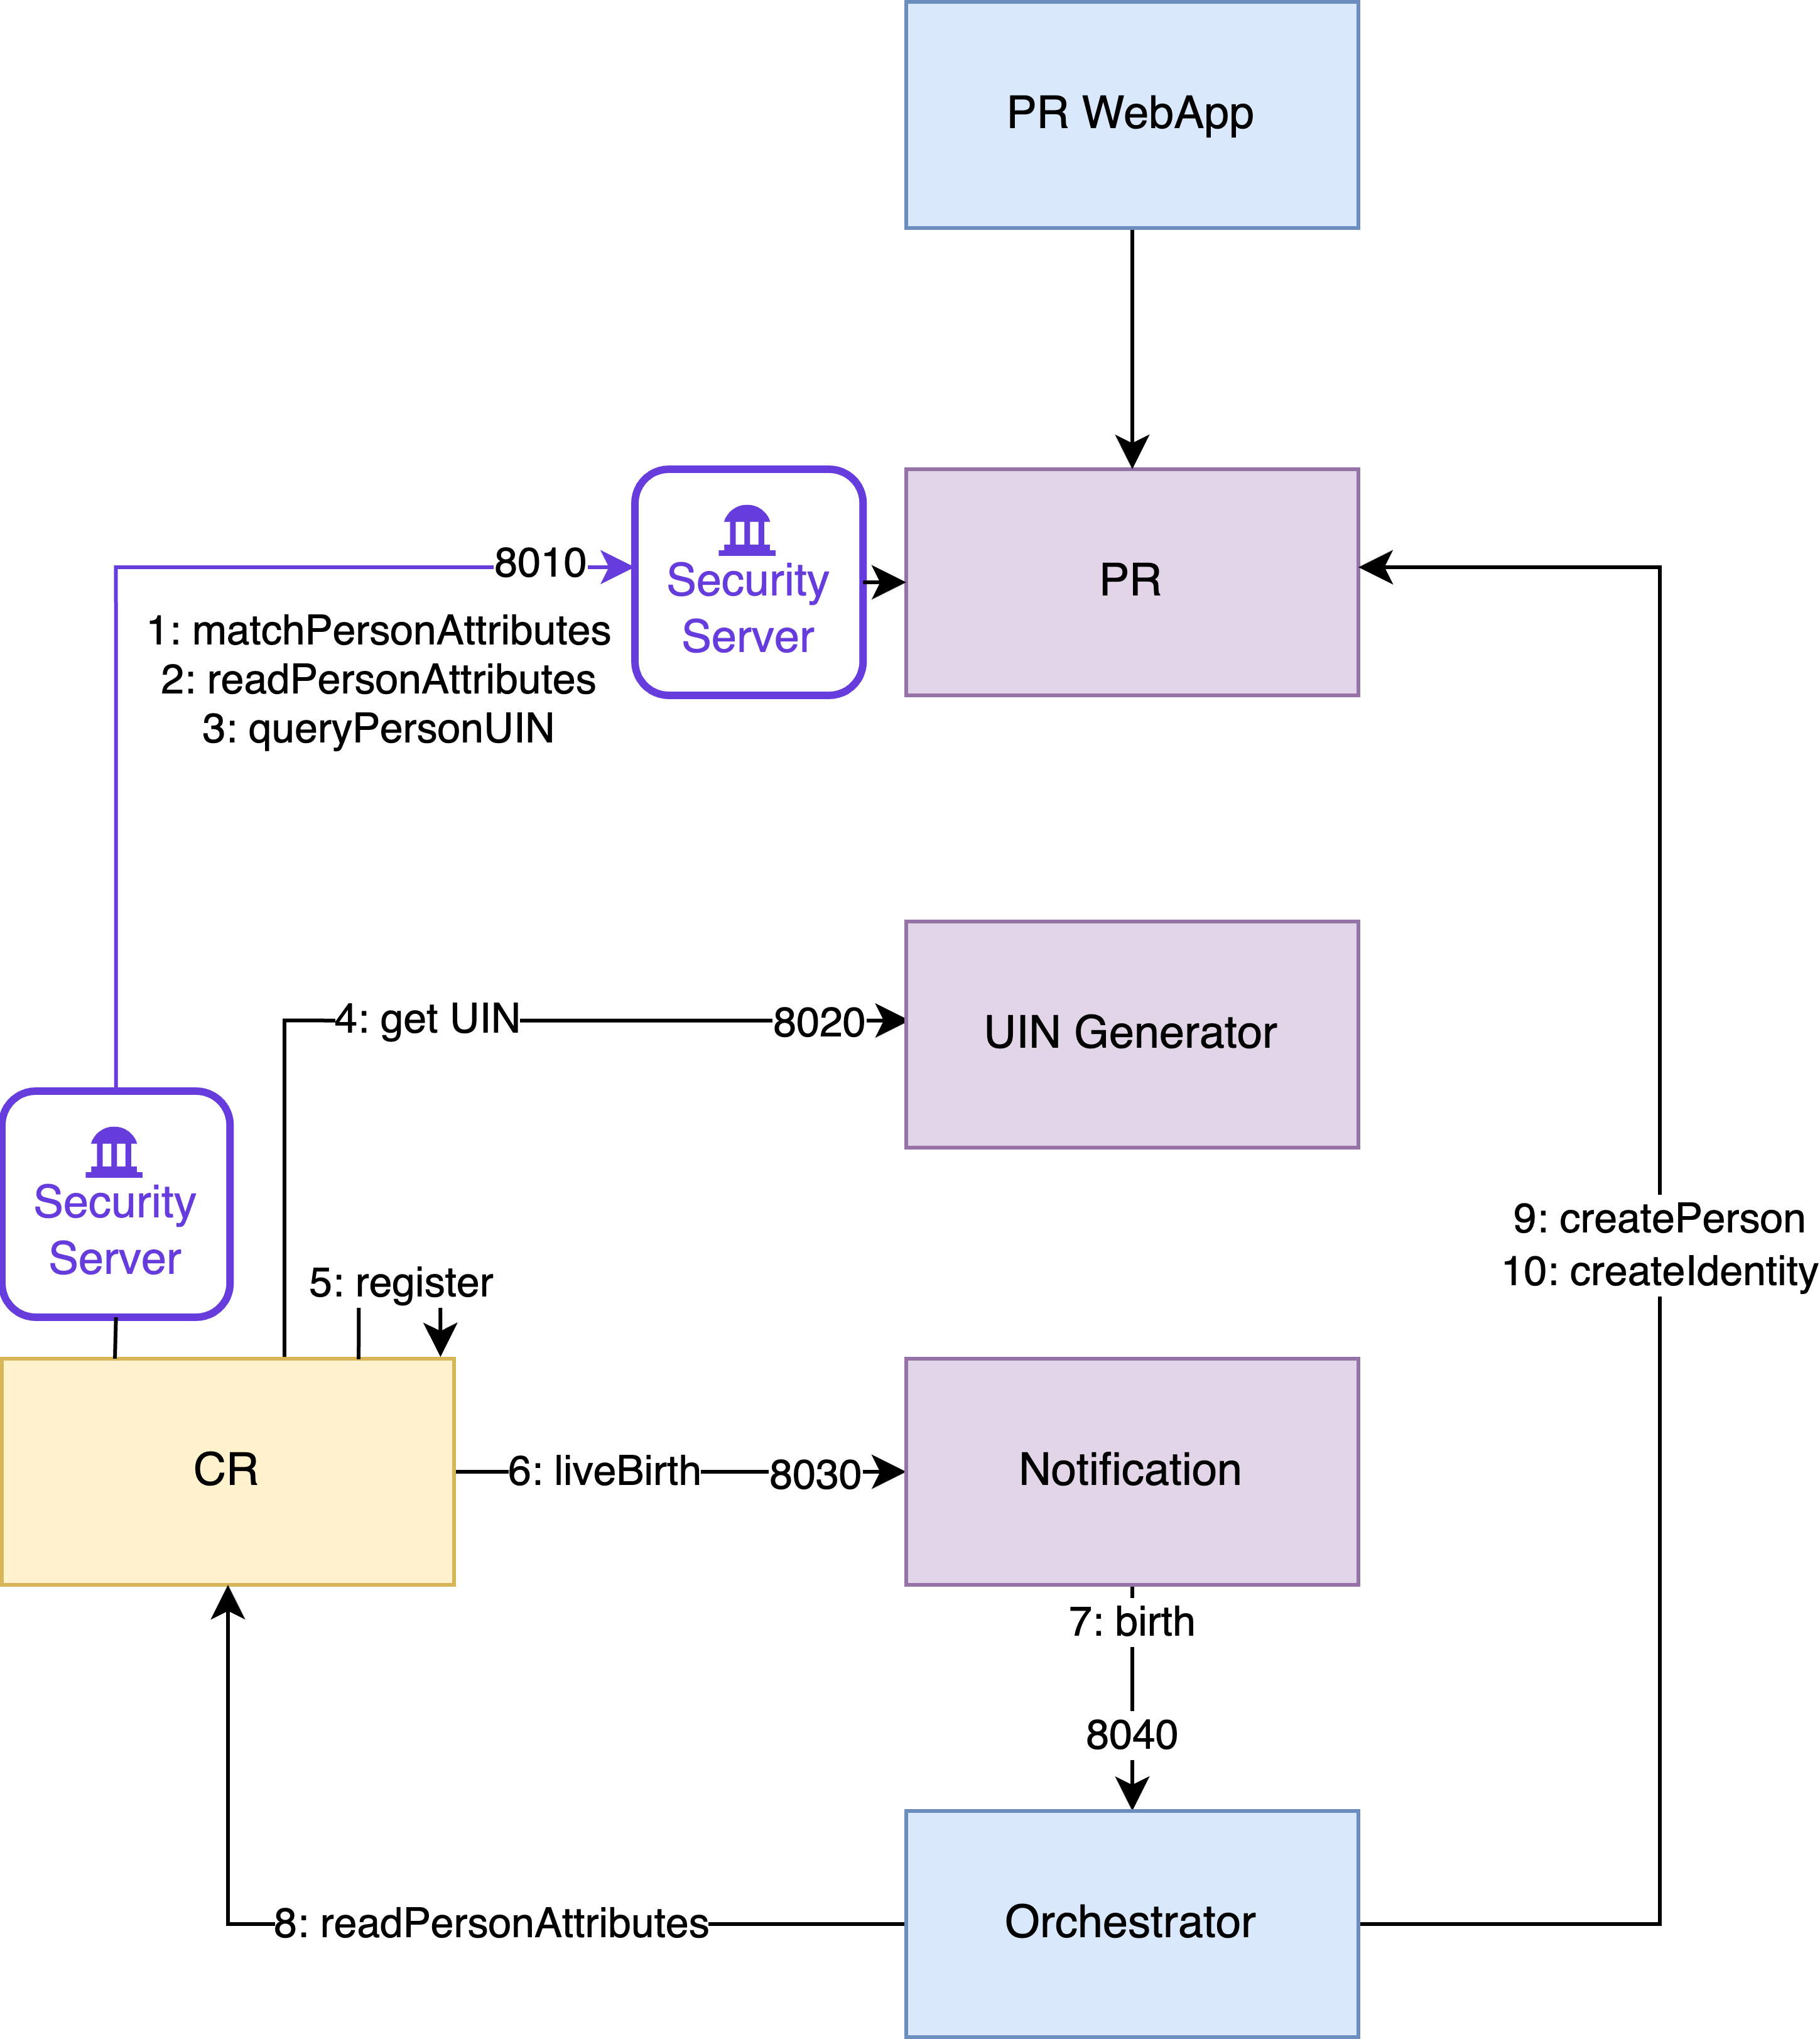 PR WebApp
8010
Security
Server
PR
1: matchPersonAttributes
2: readPersonAttributes
3: queryPersonUIN
4: get UIN
8020
UIN Generator
Security
Server
5: register
9: createPerson
10: createIdentity
CR
6: liveBirth
8030
Notification
7: birth
8040
8: readPersonAttributes
Orchestrator